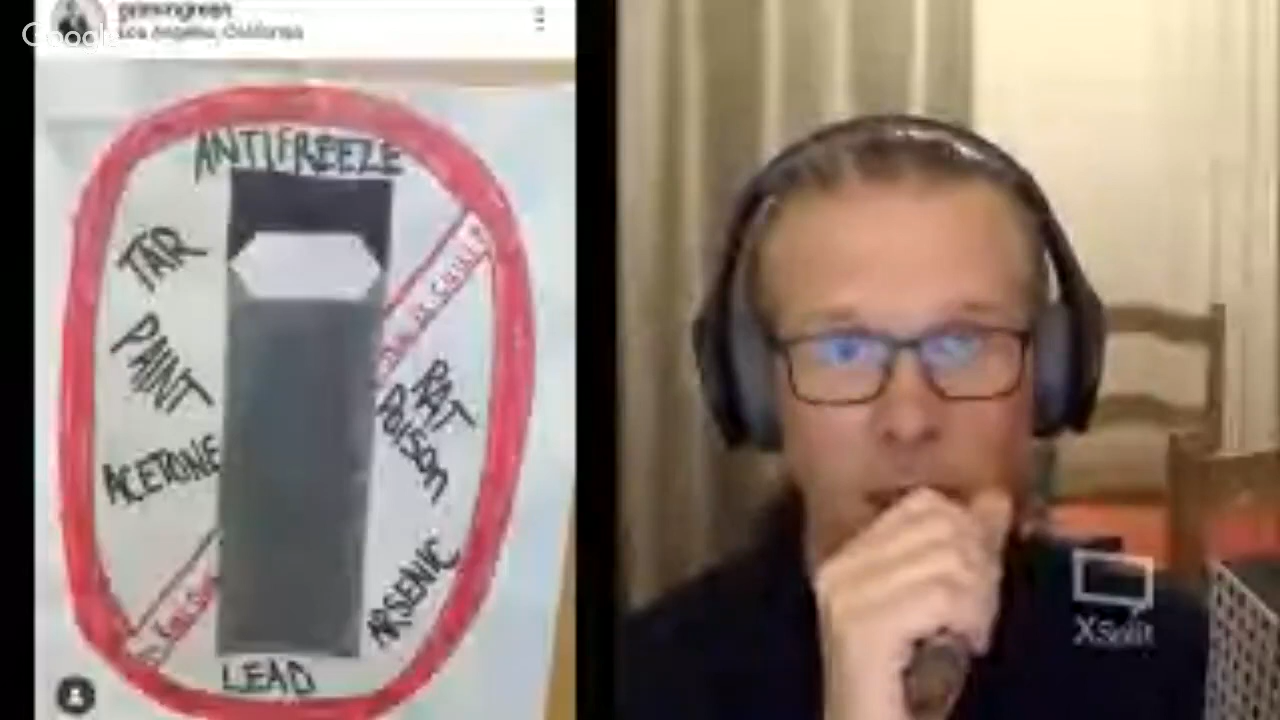 Google
Los Angeles, California
ANTIFREEZE
TAR
PAINT
ACETONE
RAT
POISON
ARSENIC
LEAD
XSplit